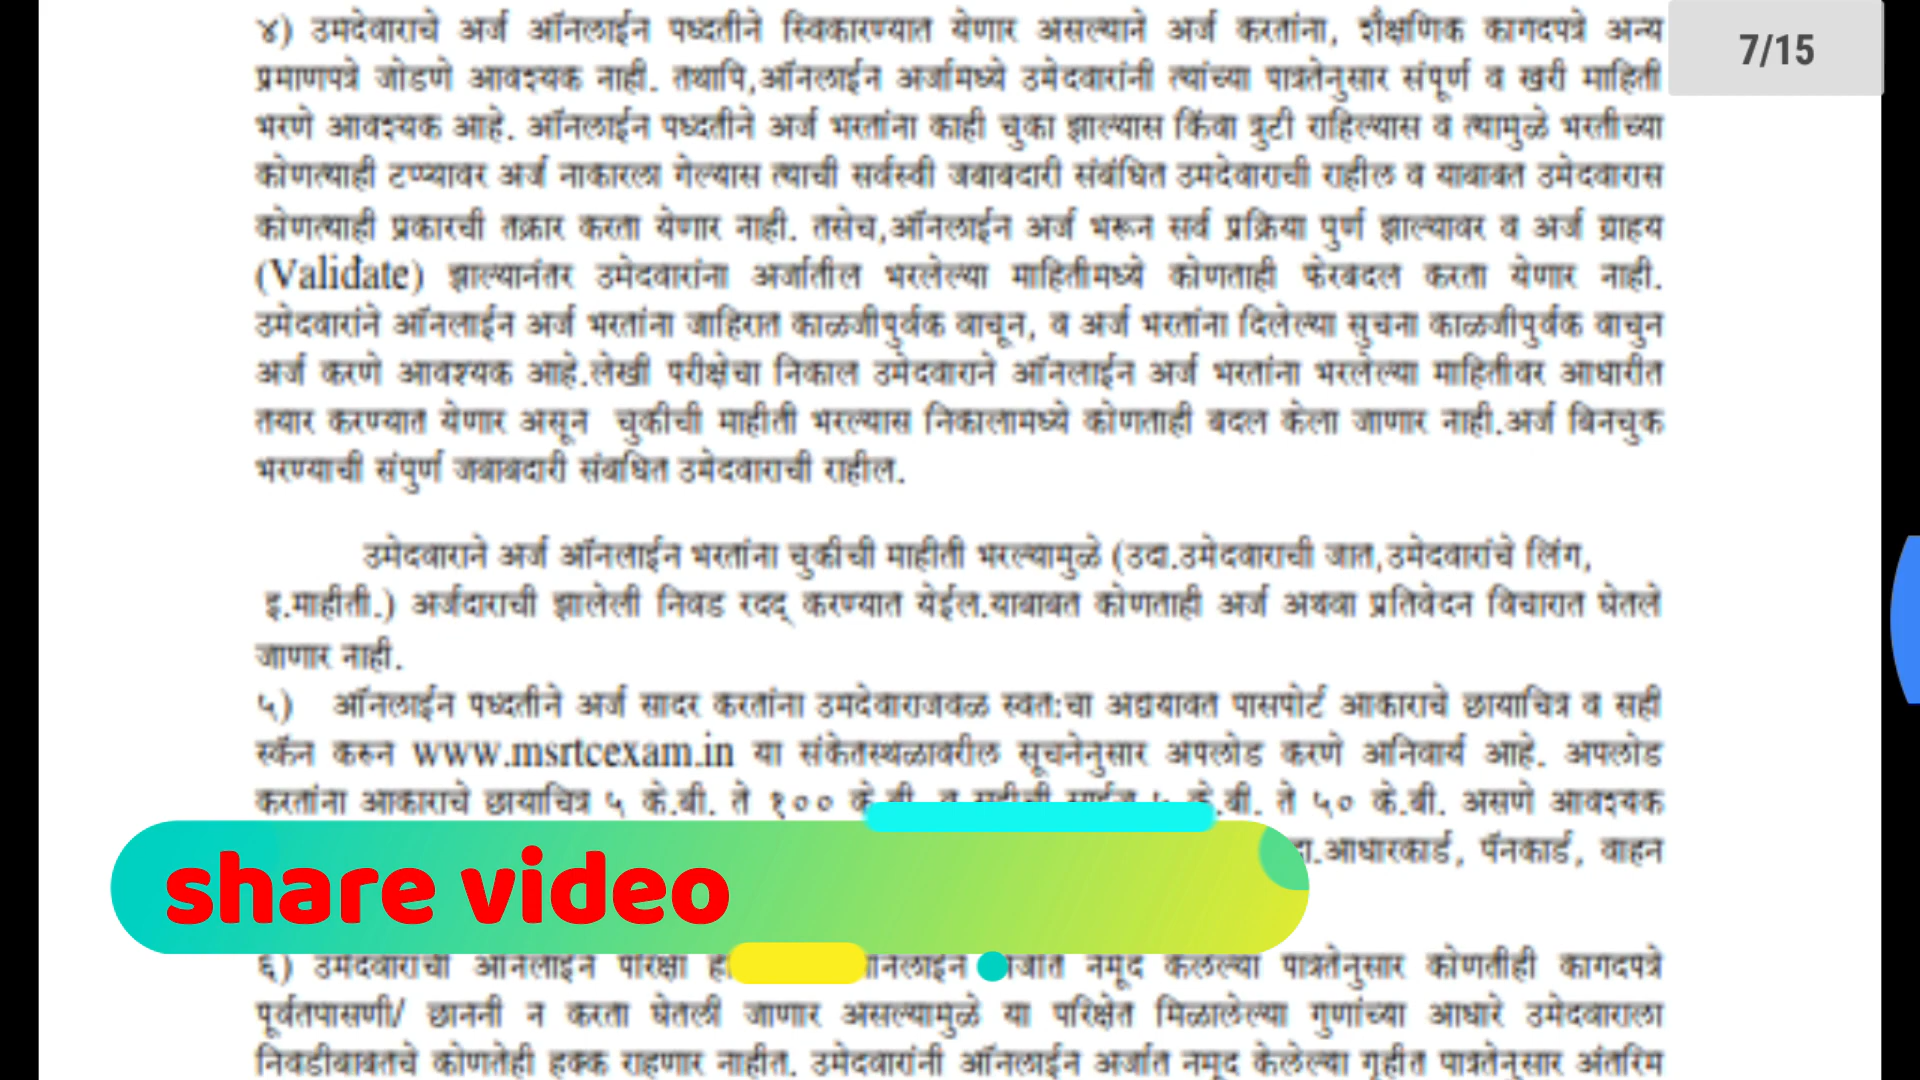 ४) उमदेवाराचे अर्ज ऑनलाईन पध्दतीने स्विकारण्यात येणार असल्याने अर्ज करतांना, शैक्षणिक कागदपत्रे अन्य
7/15
प्रमाणपत्रे जोडणे आवश्यक नाही. तथापि,ऑनलाईन अर्जामध्ये उमेदवारांनी त्यांच्या पात्रतेनुसार संपूर्ण व खरी माहिती
भरणे आवश्यक आहे. ऑनलाईन पध्दतीने अर्ज भरतांना काही चुका झाल्यास किंवा त्रुटी राहिल्यास व त्यामुळे भरतीच्या
कोणत्याही टप्प्यावर अर्ज नाकारला गेल्यास त्याची सर्वस्वी जबाबदारी संबंधित उमदेवाराची राहील व याबाबत उमेदवारास
कोणत्याही प्रकारची तक्रार करता येणार नाही. तसेच,ऑनलाईन अर्ज भरून सर्व प्रक्रिया पुर्ण झाल्यावर व अर्ज ग्राहय
(Validate) झाल्यानंतर उमेदवारांना अर्जातील भरलेल्या माहितीमध्ये कोणताही फेरबदल करता येणार नाही.
उमेदवारांने ऑनलाईन अर्ज भरतांना जाहिरात काळजीपुर्वक वाचून, व अर्ज भरतांना दिलेल्या सुचना काळजीपुर्वक वाचुन
अर्ज करणे आवश्यक आहे.लेखी परीक्षेचा निकाल उमेदवाराने ऑनलाईन अर्ज भरतांना भरलेल्या माहितीवर आधारीत
तयार करण्यात येणार असून चुकीची माहीती भरल्यास निकालामध्ये कोणताही बदल केला जाणार नाही.अर्ज बिनचुक
भरण्याची संपुर्ण जबाबदारी संबधित उमेदवाराची राहील.
उमेदवाराने अर्ज ऑनलाईन भरतांना चुकीची माहीती भरल्यामुळे (उदा.उमेदवाराची जात,उमेदवारांचे लिंग,
इ.माहीती.) अर्जदाराची झालेली निवड रदद् करण्यात येईल.याबाबत कोणताही अर्ज अथवा प्रतिवेदन विचारात घेतले
जाणार नाही.
५) ऑनलाईन पध्दतीने अर्ज सादर करतांना उमदेवाराजवळ स्वत:चा अद्ययावत पासपोर्ट आकाराचे छायाचित्र व सही
स्कॅन करून www.msrtcexam.in या संकेतस्थळावरील सूचनेनुसार अपलोड करणे अनिवार्य आहे. अपलोड
करतांना आकाराचे छायाचित्र ५ के.बी. ते १०० के.बी. व सहीची साईज ५ के.बी. ते ५० के.बी. असणे आवश्यक
आधारकार्ड, पॅनकार्ड, वाहन
share video
६) उमेदवाराची ऑनलाईन परिक्षा नमूद केलेल्या पात्रतेनुसार कोणतीही कागदपत्रे
पूर्वतपासणी/ छाननी न करता घेतली जाणार असल्यामुळे या परिक्षेत मिळालेल्या गुणांच्या आधारे उमेदवाराला
निवडीबाबतचे कोणतेही हक्क राहणार नाहीत. उमेदवारांनी ऑनलाईन अर्जात नमूद केलेल्या गृहीत पात्रतेनुसार अंतरिम